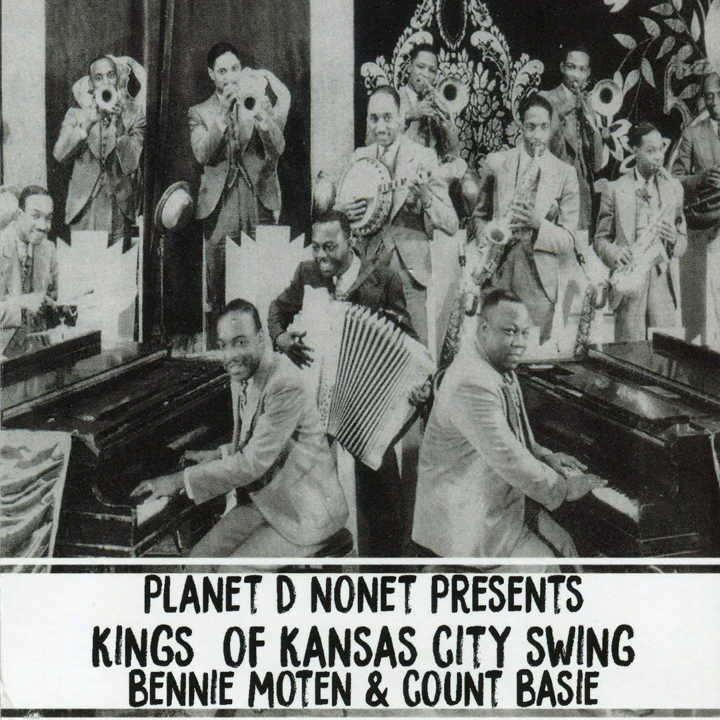 PLANET D NONET PRESENTS
KINGS OF KANSAS CITY SWING
BENNIE MOTEN & COUNT BASIE